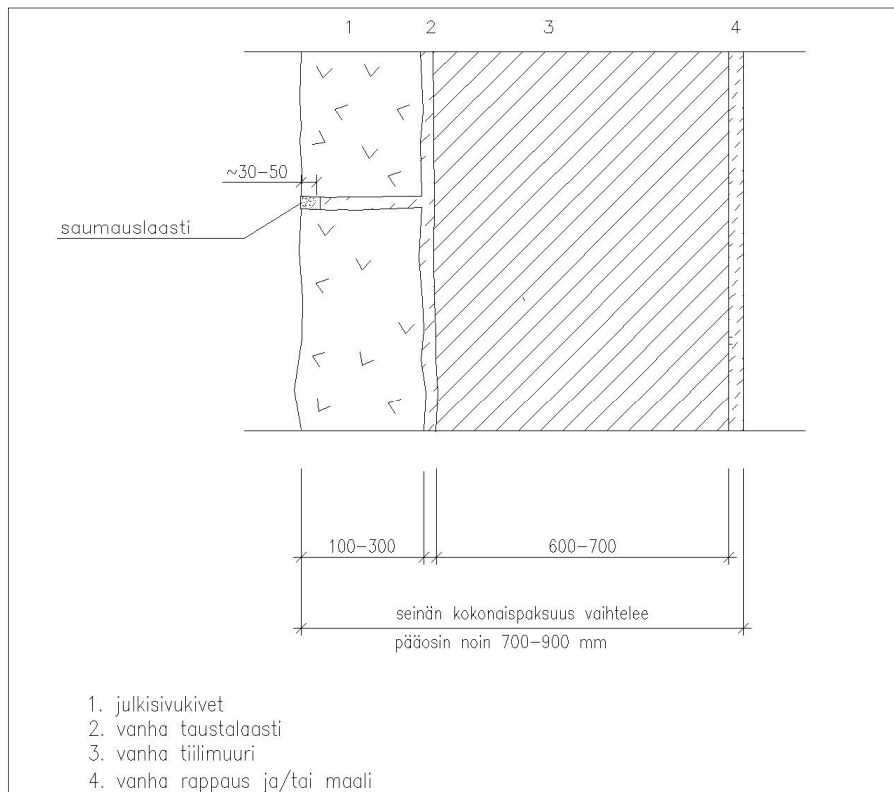 1 2 3 4
~30-50
saumauslaasti
100-300 600-700
seinän kokonaispaksuus vaihtelee
pääosin noin 700-900 mm
1. julkisivukivet
2. vanha taustalaasti
3. vanha tiilimuuri
4. vanha rappaus ja/tai maali